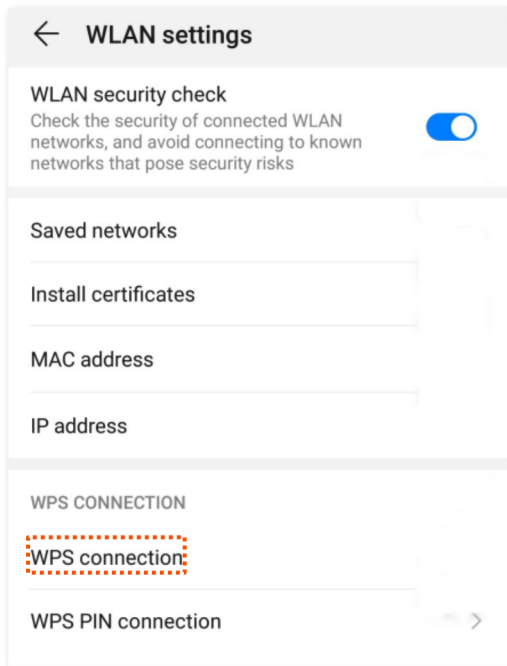 WLAN settings
WLAN security check
Check the security of connected WLAN
networks, and avoid connecting to known
networks that pose security risks
Saved networks
Install certificates
MAC address
IP address
WPS CONNECTION
WPS connection
WPS PIN connection